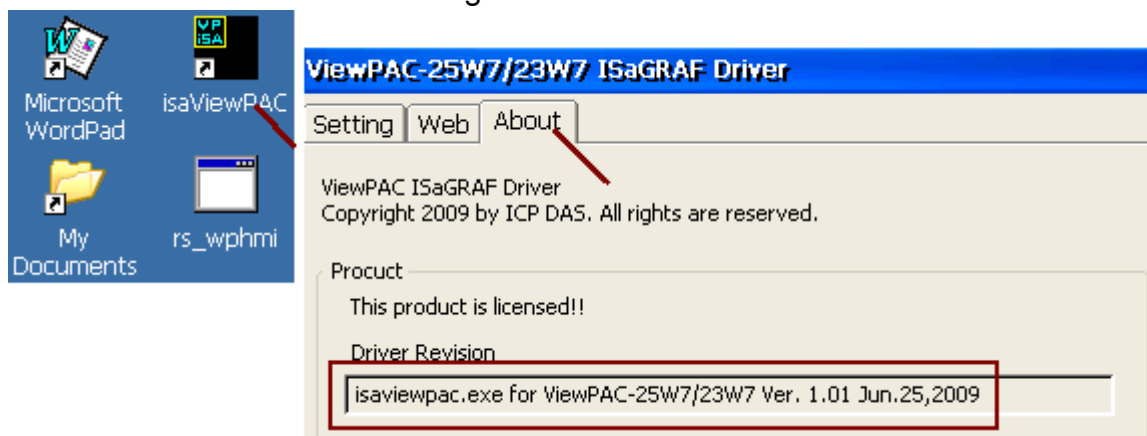 VP
iSA
Microsoft
WordPad
isaViewPAC
My
Documents
rs_wphmi
ViewPAC-25W7/23W7 ISaGRAF Driver
Setting Web About
ViewPAC ISaGRAF Driver
Copyright 2009 by ICP DAS. All rights are reserved.
Procuct
This product is licensed!!
Driver Revision
isaviewpac.exe for ViewPAC-25W7/23W7 Ver. 1.01 Jun.25,2009